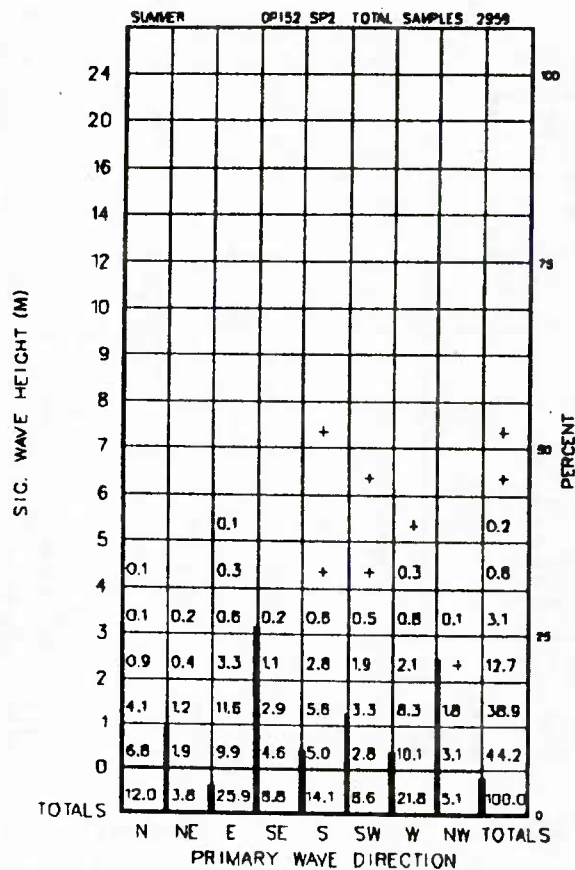 SUMMER OP152 SP2 TOTAL SAMPLES 2959
24 100
20
16
14
12 75
10
9
8
+ +
7 50
+ +
6
0.1 + 0.2
5
0.1 0.3 + + 0.3 0.8
4
0.1 0.2 0.6 0.2 0.6 0.5 0.8 0.1 3.1
3 25
0.9 0.4 3.3 1.1 2.8 1.9 2.1 + 12.7
2
4.1 1.2 11.6 2.9 5.6 3.3 8.3 1.8 38.9
1
6.8 1.9 9.9 4.6 5.0 2.8 10.1 3.1 44.2
0
12.0 3.8 25.9 8.8 14.1 8.6 21.8 5.1 100.0
TOTALS 0
N NE E SE S SW W NW TOTALS
PRIMARY WAVE DIRECTION
SIG. WAVE HEIGHT (M)
PERCENT